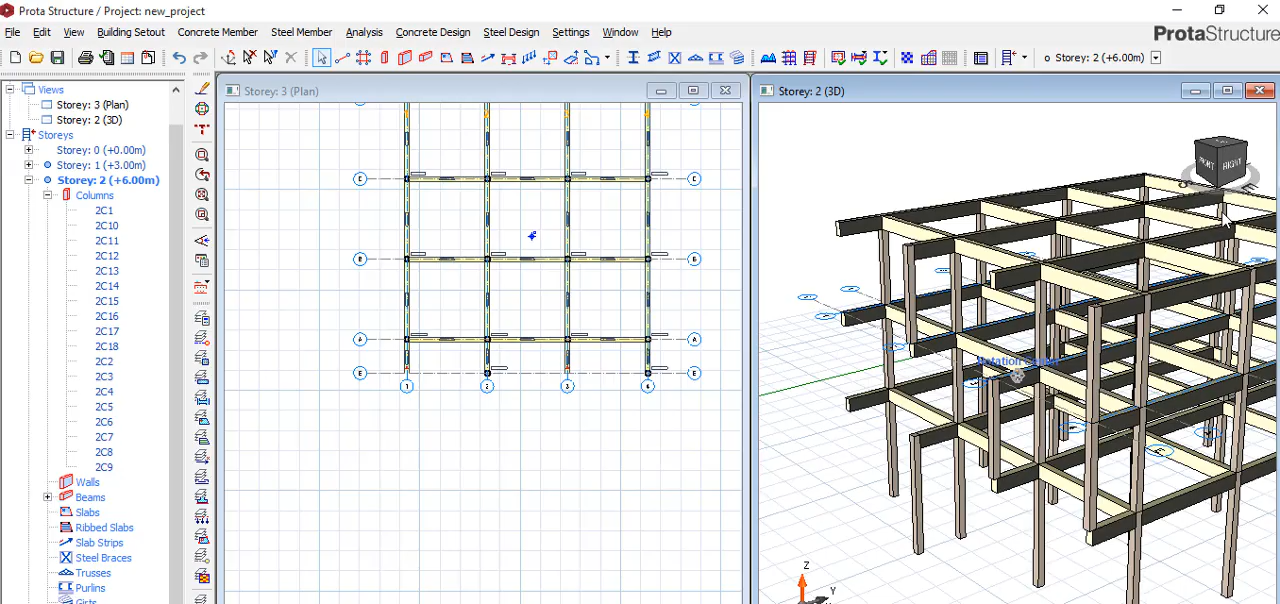 Prota Structure / Project: new_project
File Edit View Building Setout Concrete Member Steel Member Analysis Concrete Design Steel Design Settings Window Help
ProtaStructure
Storey: 2 (+6.00m)
Views
Storey: 3 (Plan)
Storey: 2 (3D)
Storeys
Storey: 0 (+0.00m)
Storey: 1 (+3.00m)
Storey: 2 (+6.00m)
Columns
2C1
2C10
2C11
2C12
2C13
2C14
2C15
2C16
2C17
2C18
2C2
2C3
2C4
2C5
2C6
2C7
2C8
2C9
Walls
Beams
Slabs
Ribbed Slabs
Slab Strips
Steel Braces
Trusses
Purlins
Girts
Storey: 3 (Plan)
B B
A A
E E
1 2 3 4
Storey: 2 (3D)
RIGHT
Rotation Center
Z
Y